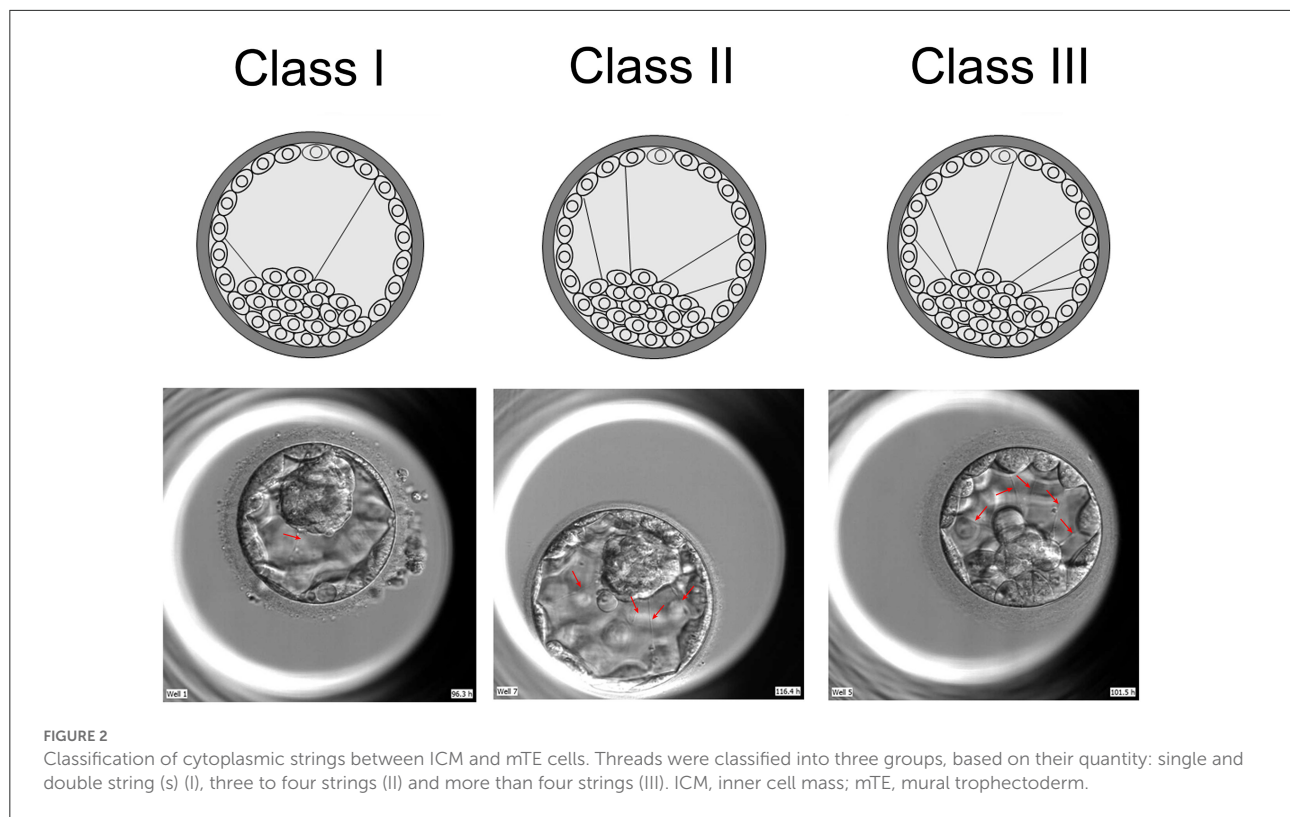 Class I
Class II
Class III
Well 1
96.3 h
Well 7
116.4 h
Well 5
101.5 h
FIGURE 2
Classification of cytoplasmic strings between ICM and mTE cells. Threads were classified into three groups, based on their quantity: single and
double string (s) (I), three to four strings (II) and more than four strings (III). ICM, inner cell mass; mTE, mural trophectoderm.